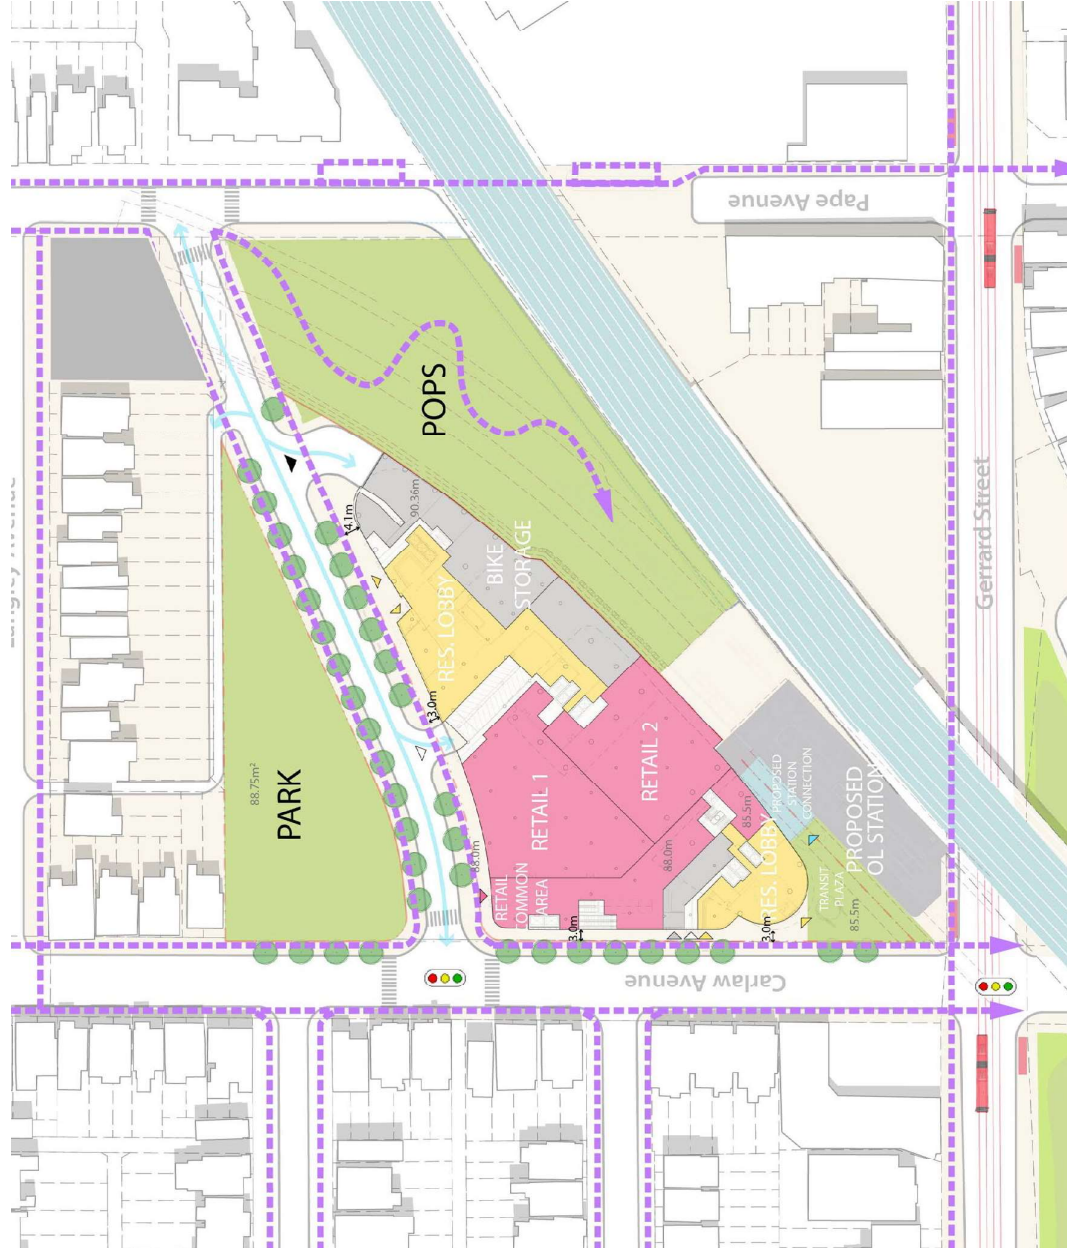 Pape Avenue
POPS
Gerrard Street
4.1m
90.36m
BIKE
STORAGE
RES. LOBBY
3.0m
RETAIL 2
RETAIL 1
88.75m²
PARK
PROPOSED
STATION
CONNECTION
85.5m
88.0m
88.0m
RETAIL
COMMON
AREA
RES. LOBBY
PROPOSED
OL STATION
TRANSIT
PLAZA
85.5m
3.0m
3.0m
Carlaw Avenue